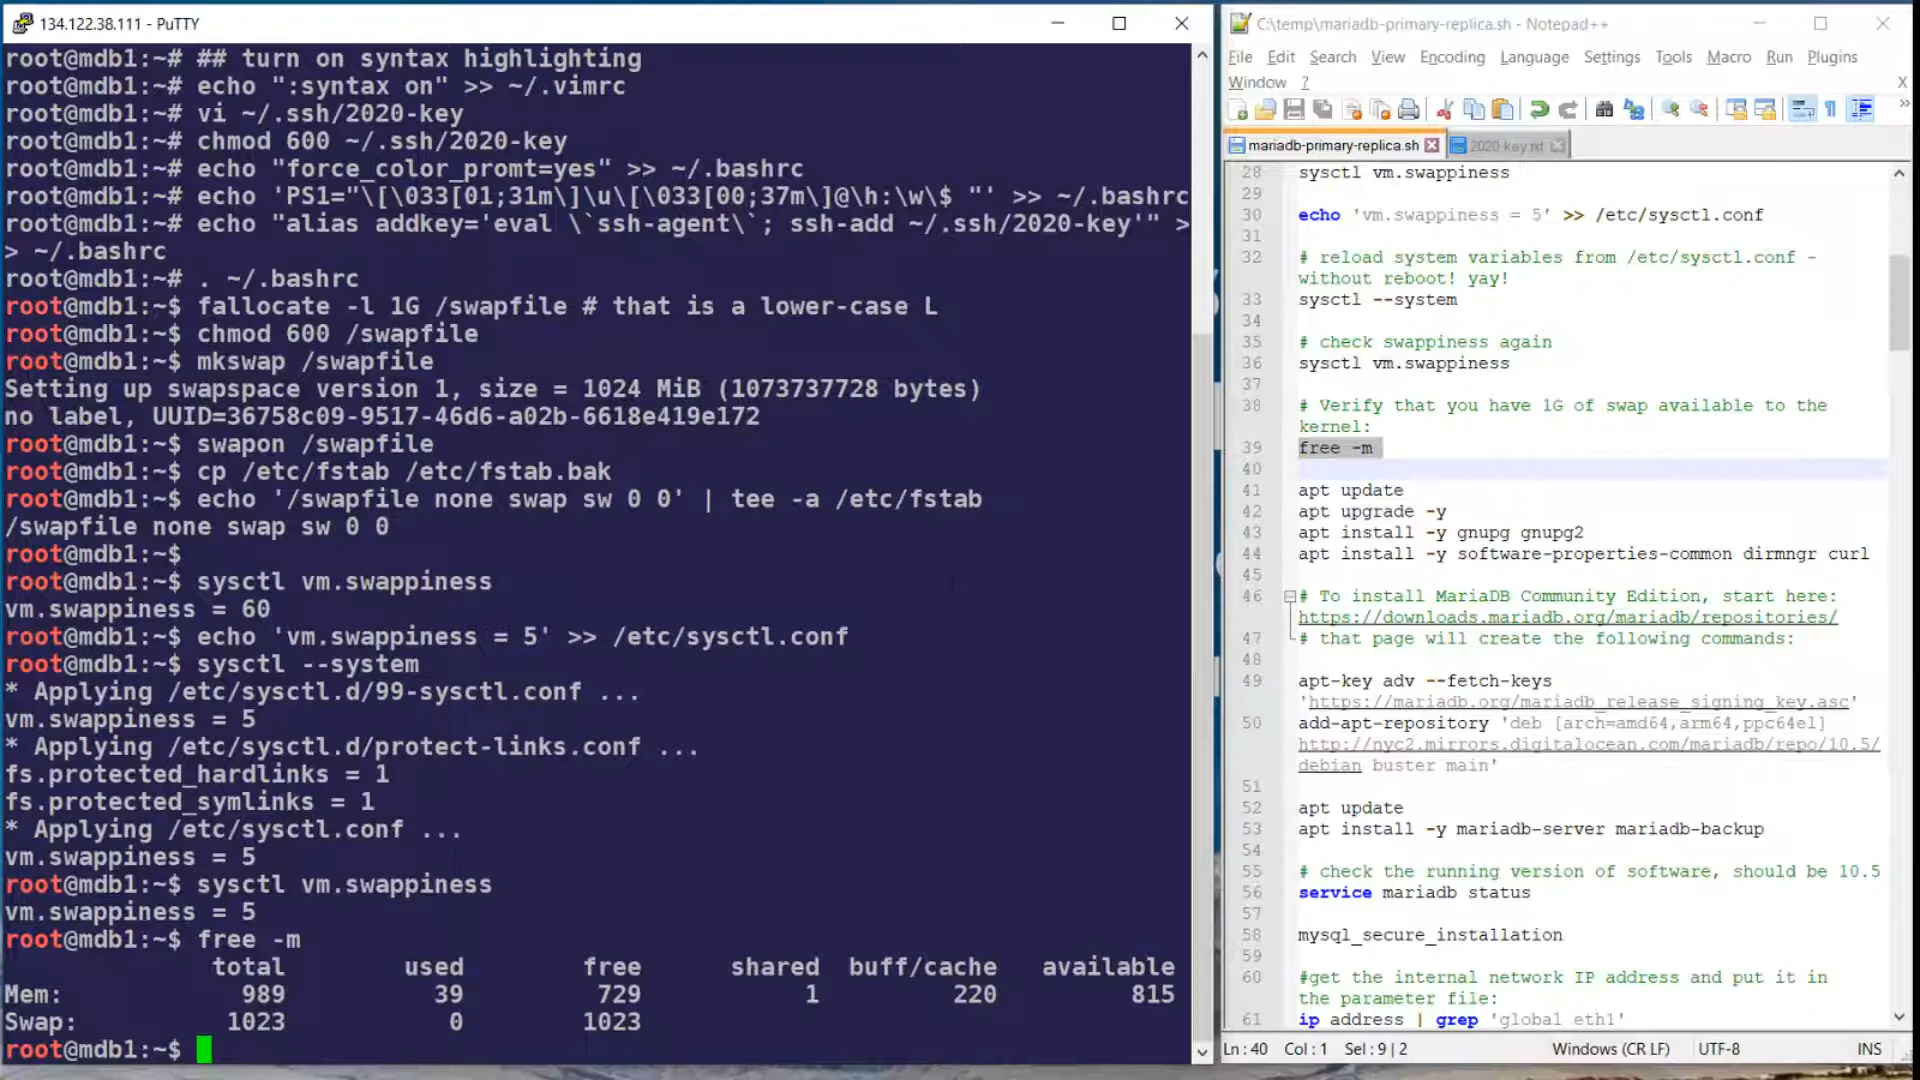 134.122.38.111 - PuTTY
root@mdb1:~# ## turn on syntax highlighting
root@mdb1:~# echo ":syntax on" >> ~/.vimrc
root@mdb1:~# vi ~/.ssh/2020-key
root@mdb1:~# chmod 600 ~/.ssh/2020-key
root@mdb1:~# echo "force_color_promt=yes" >> ~/.bashrc
root@mdb1:~# echo 'PS1="\[\033[01;31m\]\u\[\033[00;37m\]@\h:\w\$ "' >> ~/.bashrc
root@mdb1:~# echo "alias addkey='eval \`ssh-agent\`; ssh-add ~/.ssh/2020-key'" >
> ~/.bashrc
root@mdb1:~# . ~/.bashrc
root@mdb1:~$ fallocate -l 1G /swapfile # that is a lower-case L
root@mdb1:~$ chmod 600 /swapfile
root@mdb1:~$ mkswap /swapfile
Setting up swapspace version 1, size = 1024 MiB (1073737728 bytes)
no label, UUID=36758c09-9517-46d6-a02b-6618e419e172
root@mdb1:~$ swapon /swapfile
root@mdb1:~$ cp /etc/fstab /etc/fstab.bak
root@mdb1:~$ echo '/swapfile none swap sw 0 0' | tee -a /etc/fstab
/swapfile none swap sw 0 0
root@mdb1:~$
root@mdb1:~$ sysctl vm.swappiness
vm.swappiness = 60
root@mdb1:~$ echo 'vm.swappiness = 5' >> /etc/sysctl.conf
root@mdb1:~$ sysctl --system
* Applying /etc/sysctl.d/99-sysctl.conf ...
vm.swappiness = 5
* Applying /etc/sysctl.d/protect-links.conf ...
fs.protected_hardlinks = 1
fs.protected_symlinks = 1
* Applying /etc/sysctl.conf ...
vm.swappiness = 5
root@mdb1:~$ sysctl vm.swappiness
vm.swappiness = 5
root@mdb1:~$ free -m
total used free shared buff/cache available
Mem: 989 39 729 1 220 815
Swap: 1023 0 1023
root@mdb1:~$
C:\temp\mariadb-primary-replica.sh - Notepad++
File Edit Search View Encoding Language Settings Tools Macro Run Plugins
Window ? X
mariadb-primary-replica.sh 2020-key.txt
28 sysctl vm.swappiness
29
30 echo 'vm.swappiness = 5' >> /etc/sysctl.conf
31
32 # reload system variables from /etc/sysctl.conf -
without reboot! yay!
33 sysctl --system
34
35 # check swappiness again
36 sysctl vm.swappiness
37
38 # Verify that you have 1G of swap available to the
kernel:
39 free -m
40
41 apt update
42 apt upgrade -y
43 apt install -y gnupg gnupg2
44 apt install -y software-properties-common dirmngr curl
45
46 # To install MariaDB Community Edition, start here:
https://downloads.mariadb.org/mariadb/repositories/
47 # that page will create the following commands:
48
49 apt-key adv --fetch-keys
'https://mariadb.org/mariadb_release_signing_key.asc'
50 add-apt-repository 'deb [arch=amd64,arm64,ppc64el]
http://nyc2.mirrors.digitalocean.com/mariadb/repo/10.5/
debian buster main'
51
52 apt update
53 apt install -y mariadb-server mariadb-backup
54
55 # check the running version of software, should be 10.5
56 service mariadb status
57
58 mysql_secure_installation
59
60 #get the internal network IP address and put it in
the parameter file:
61 ip address | grep 'global eth1'
Ln : 40 Col : 1 Sel : 9 | 2 Windows (CR LF) UTF-8 INS